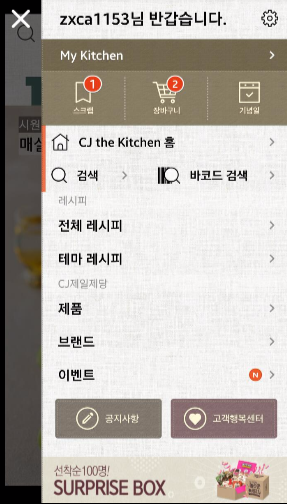 zxca1153님 반갑습니다.
My Kitchen
1
2
스크랩
장바구니
기념일
CJ the Kitchen 홈
검색
바코드 검색
시원
매실
레시피
전체 레시피
테마 레시피
CJ제일제당
제품
브랜드
이벤트
N
공지사항
고객행복센터
선착순100명!
SURPRISE BOX